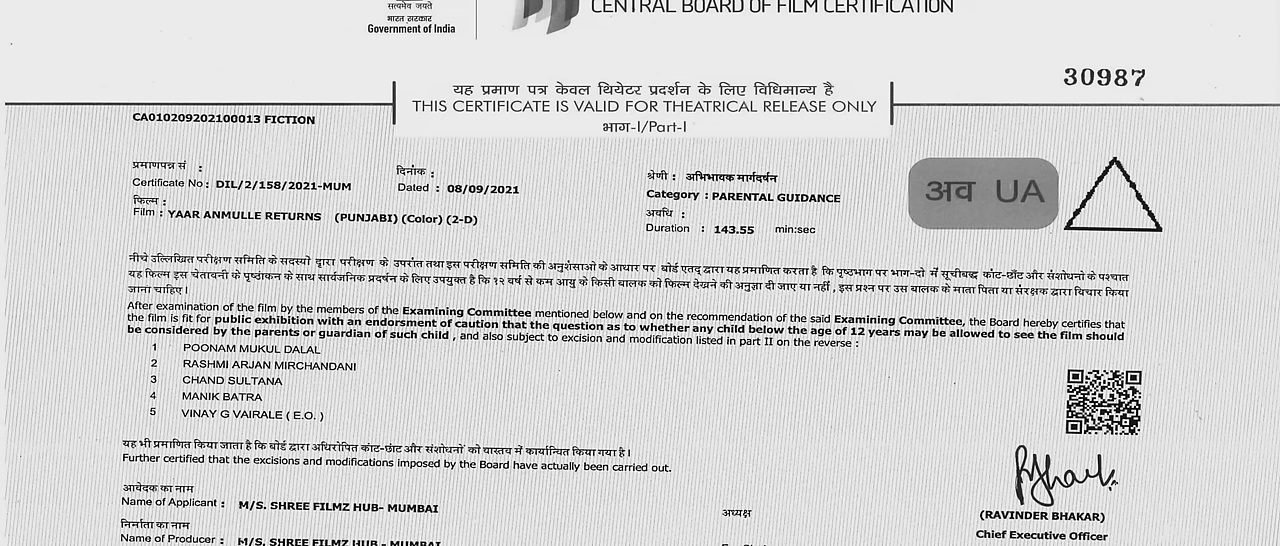 सत्यमेव जयते
भारत सरकार
Government of India
CENTRAL BOARD OF FILM CERTIFICATION
30987
यह प्रमाण पत्र केवल थियेटर प्रदर्शन के लिए विधिमान्य है
THIS CERTIFICATE IS VALID FOR THEATRICAL RELEASE ONLY
भाग-I/Part-I
CA010209202100013 FICTION
प्रमाणपत्र सं :
Certificate No : DIL/2/158/2021-MUM
दिनांक :
Dated : 08/09/2021
श्रेणी : अभिभावक मार्गदर्षन
Category : PARENTAL GUIDANCE
अव UA
फिल्म :
Film : YAAR ANMULLE RETURNS (PUNJABI) (Color) (2-D)
अवधि :
Duration : 143.55 min:sec
नीचे उल्लिखित परीक्षण समिति के सदस्यो द्वारा परीक्षण के उपरांत तथा इस परीक्षण समिति की अनुशंसाओ के आधार पर बोर्ड एतद् द्वारा यह प्रमाणित करता है कि पृष्ठभाग पर भाग-दो में सूचीबद्ध कांट-छाँट और संशोधनो के पश्चात
यह फिल्म इस चेतावनी के पृष्ठांकन के साथ सार्वजनिक प्रदर्षन के लिए उपयुक्त है कि १२ वर्ष से कम आयु के किसी बालक को फिल्म देखने की अनुज्ञा दी जाए या नहीं , इस प्रश्न पर उस बालक के माता पिता या संरक्षक द्वारा विचार किया
जाना चाहिए ।
After examination of the film by the members of the Examining Committee mentioned below and on the recommendation of the said Examining Committee, the Board hereby certifies that
the film is fit for public exhibition with an endorsment of caution that the question as to whether any child below the age of 12 years may be allowed to see the film should
be considered by the parents or guardian of such child , and also subject to excision and modification listed in part II on the reverse :
1 POONAM MUKUL DALAL
2 RASHMI ARJAN MIRCHANDANI
3 CHAND SULTANA
4 MANIK BATRA
5 VINAY G VAIRALE ( E.O. )
यह भी प्रमाणित किया जाता है कि बोर्ड द्वारा अधिरोपित कांट-छांट और संशोधनों को वास्तव में कार्यान्वित किया गया है ।
Further certified that the excisions and modifications imposed by the Board have actually been carried out.
आवेदक का नाम
Name of Applicant : M/S. SHREE FILMZ HUB- MUMBAI
अध्यक्ष
(RAVINDER BHAKAR)
Chief Executive Officer
निर्माता का नाम
Name of Producer : M/S. SHREE FILMZ HUB - MUMBAI